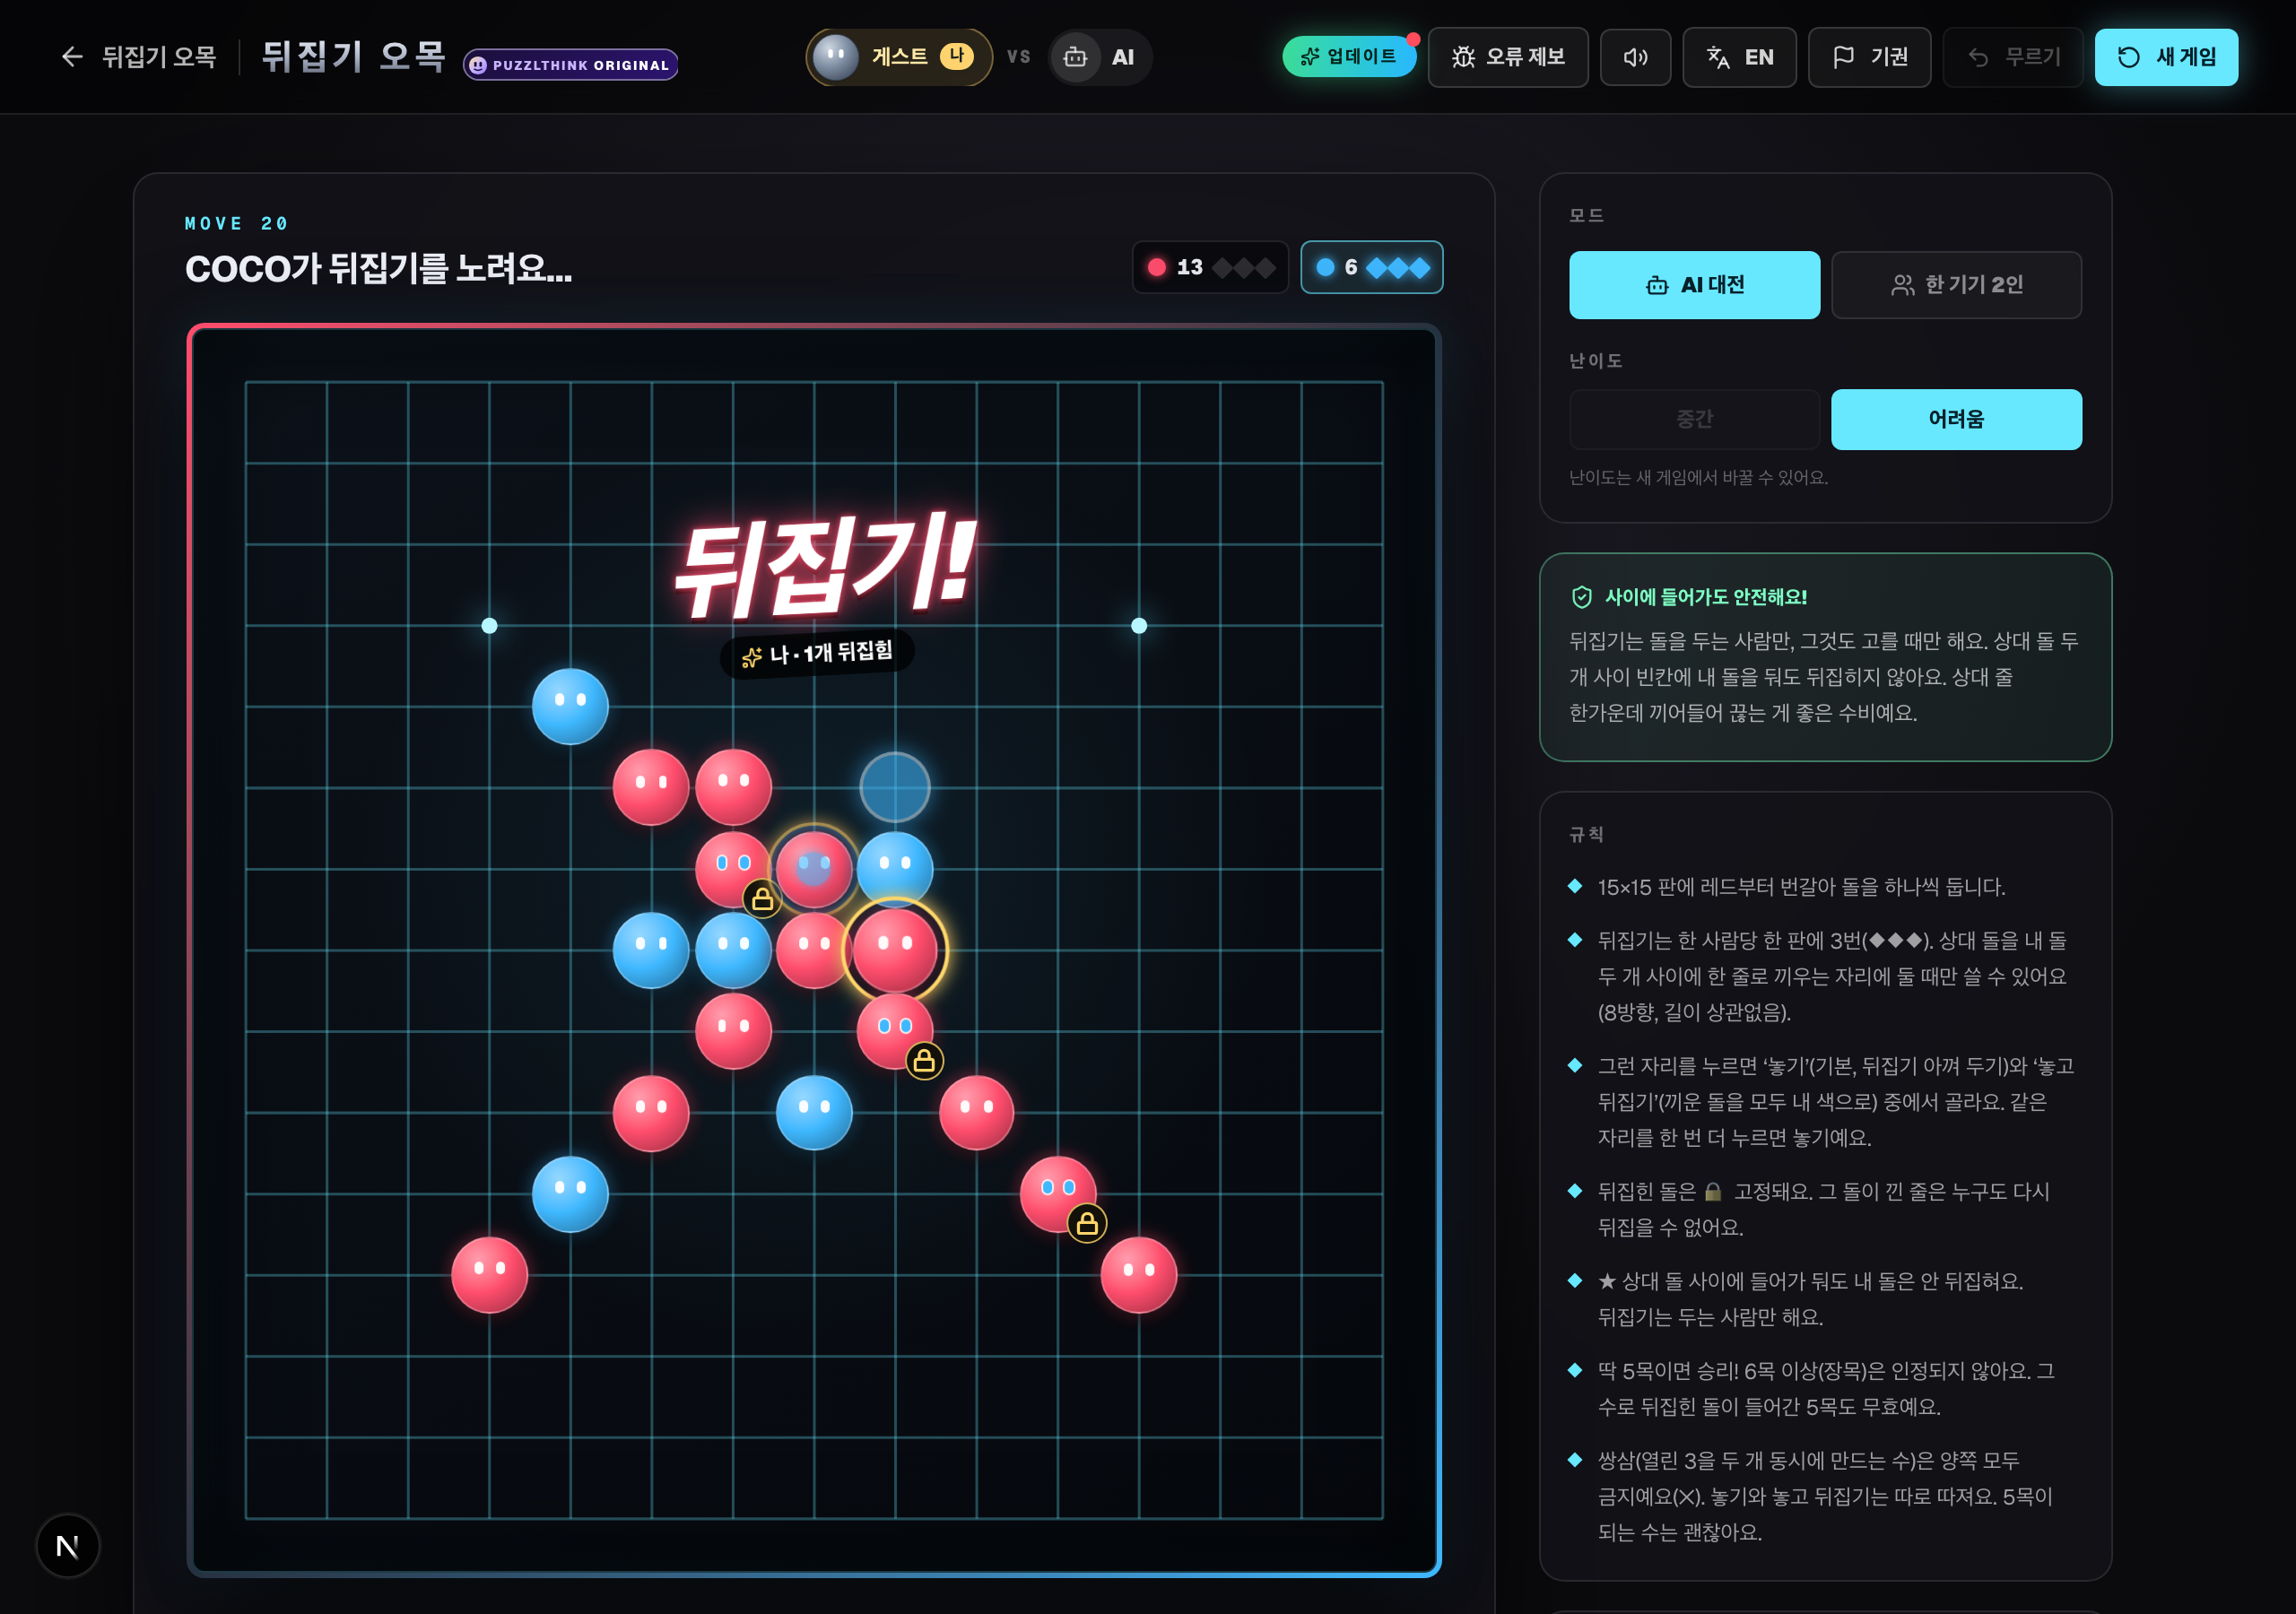 뒤집기 오목
뒤집기 오목
PUZZLTHINK ORIGINAL
게스트 나 VS AI
업데이트
오류 제보
EN
기권
무르기
새 게임
MOVE 20
COCO가 뒤집기를 노려요...
13
6
뒤집기!
나 · 1개 뒤집힘
모드
AI 대전
한 기기 2인
난이도
중간
어려움
난이도는 새 게임에서 바꿀 수 있어요.
사이에 들어가도 안전해요!
뒤집기는 돌을 두는 사람만, 그것도 고를 때만 해요. 상대 돌 두
개 사이 빈칸에 내 돌을 둬도 뒤집히지 않아요. 상대 줄
한가운데 끼어들어 끊는 게 좋은 수비예요.
규칙
15×15 판에 레드부터 번갈아 돌을 하나씩 둡니다.
뒤집기는 한 사람당 한 판에 3번(◆◆◆). 상대 돌을 내 돌
두 개 사이에 한 줄로 끼우는 자리에 둘 때만 쓸 수 있어요
(8방향, 길이 상관없음).
그런 자리를 누르면 ‘놓기’(기본, 뒤집기 아껴 두기)와 ‘놓고
뒤집기’(끼운 돌을 모두 내 색으로) 중에서 골라요. 같은
자리를 한 번 더 누르면 놓기예요.
뒤집힌 돌은 🔒 고정돼요. 그 돌이 낀 줄은 누구도 다시
뒤집을 수 없어요.
★ 상대 돌 사이에 들어가 둬도 내 돌은 안 뒤집혀요.
뒤집기는 두는 사람만 해요.
딱 5목이면 승리! 6목 이상(장목)은 인정되지 않아요. 그
수로 뒤집힌 돌이 들어간 5목도 무효예요.
쌍삼(열린 3을 두 개 동시에 만드는 수)은 양쪽 모두
금지예요(✕). 놓기와 놓고 뒤집기는 따로 따져요. 5목이
되는 수는 괜찮아요.
N